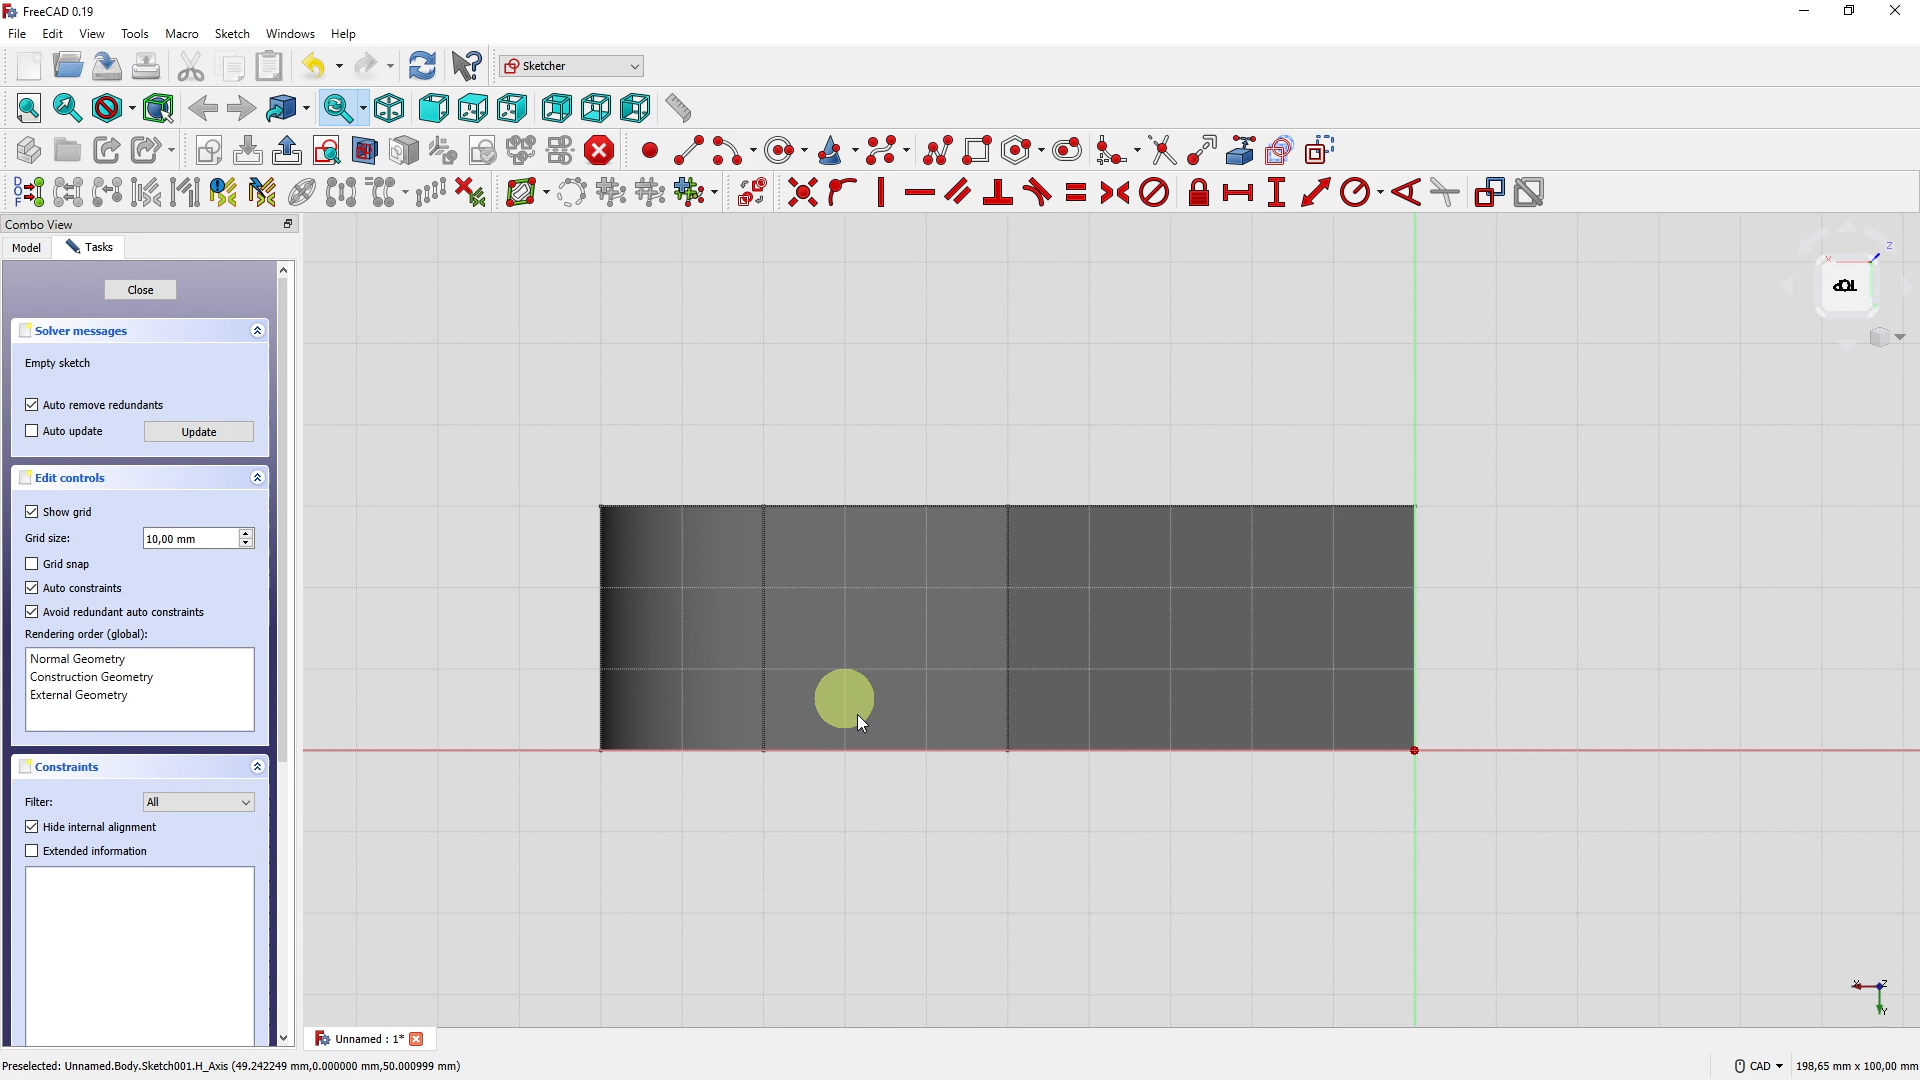 FreeCAD 0.19
File Edit View Tools Macro Sketch Windows Help
Sketcher
Combo View
Model Tasks
Close
Solver messages
Empty sketch
Auto remove redundants
Auto update Update
Edit controls
Show grid
Grid size: 10,00 mm
Grid snap
Auto constraints
Avoid redundant auto constraints
Rendering order (global):
Normal Geometry
Construction Geometry
External Geometry
Constraints
Filter: All
Hide internal alignment
Extended information
Z
X
TOP
X Z
Y
Unnamed : 1*
Preselected: Unnamed.Body.Sketch001.H_Axis (49.242249 mm,0.000000 mm,50.000999 mm)
CAD 198,65 mm x 100,00 mm